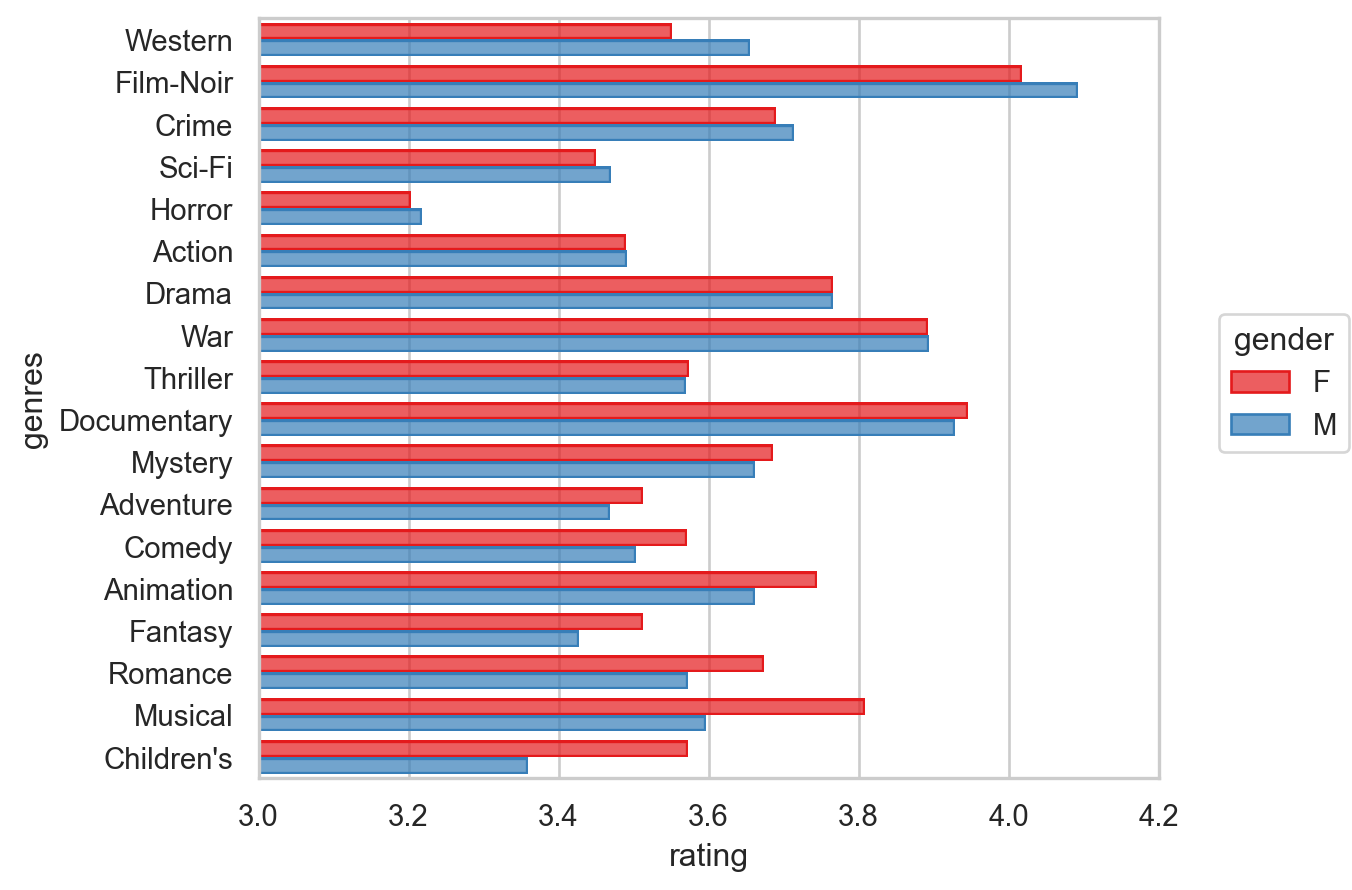 Western
Film-Noir
Crime
Sci-Fi
Horror
Action
Drama
War
Thriller
Documentary
Mystery
Adventure
Comedy
Animation
Fantasy
Romance
Musical
Children's
genres
3.0 3.2 3.4 3.6 3.8 4.0 4.2
rating
gender
F
M